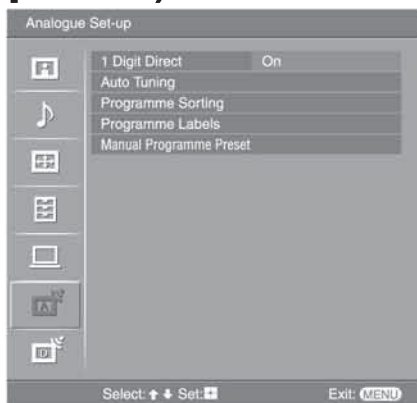 Analogue Set-up
1 Digit Direct On
Auto Tuning
Programme Sorting
Programme Labels
Manual Programme Preset
A
D
Select: Set: Exit: MENU